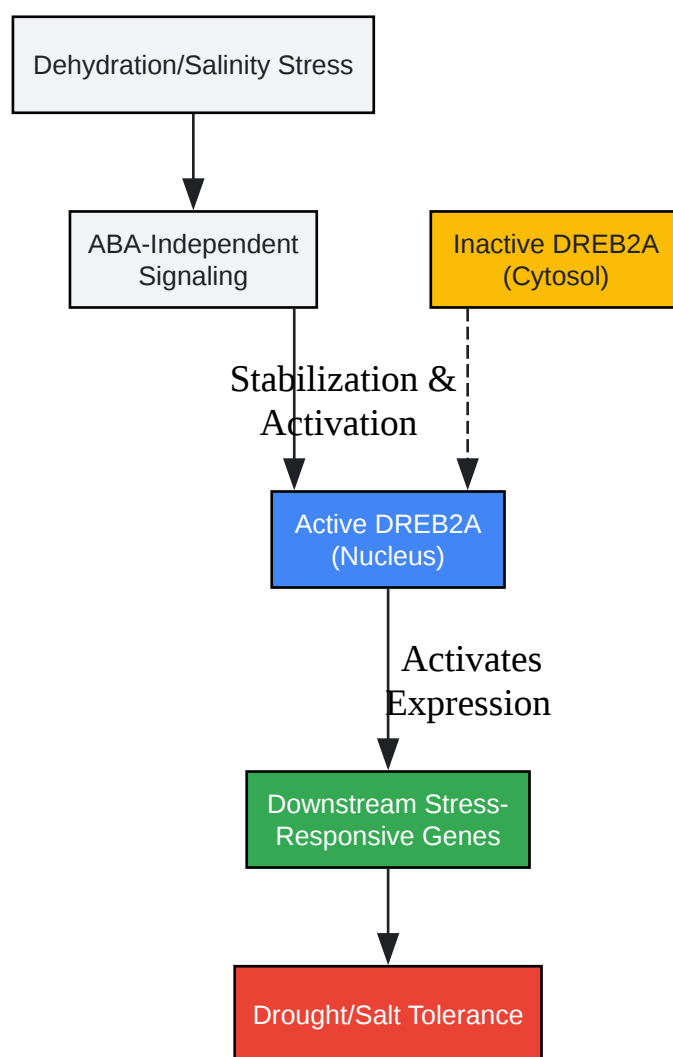 Dehydration/Salinity Stress
ABA-Independent
Signaling
Inactive DREB2A
(Cytosol)
Stabilization &
Activation
Active DREB2A
(Nucleus)
Activates
Expression
Downstream Stress-
Responsive Genes
Drought/Salt Tolerance